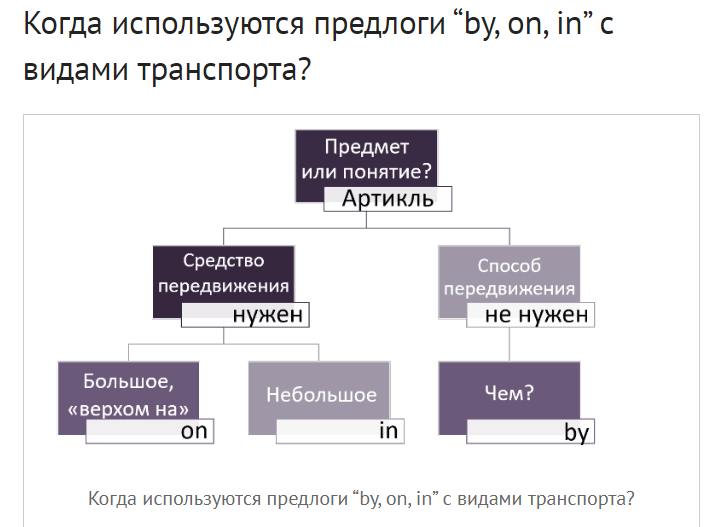 Когда используются предлоги “by, on, in” с
видами транспорта?
Предмет
или понятие?
Артикль
Средство
передвижения
нужен
Способ
передвижения
не нужен
Большое,
«верхом на»
on
Небольшое
in
Чем?
by
Когда используются предлоги “by, on, in” с видами транспорта?